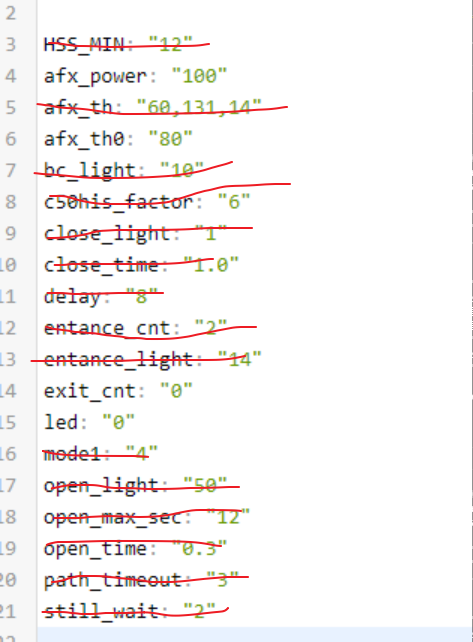 2
3 HSS_MIN: "12"
4 afx_power: "100"
5 afx_th: "60,131,14"
6 afx_th0: "80"
7 bc_light: "10"
8 c50his_factor: "6"
9 close_light: "1"
10 close_time: "1.0"
11 delay: "8"
12 entance_cnt: "2"
13 entance_light: "14"
14 exit_cnt: "0"
15 led: "0"
16 mode1: "4"
17 open_light: "50"
18 open_max_sec: "12"
19 open_time: "0.3"
20 path_timeout: "3"
21 still_wait: "2"